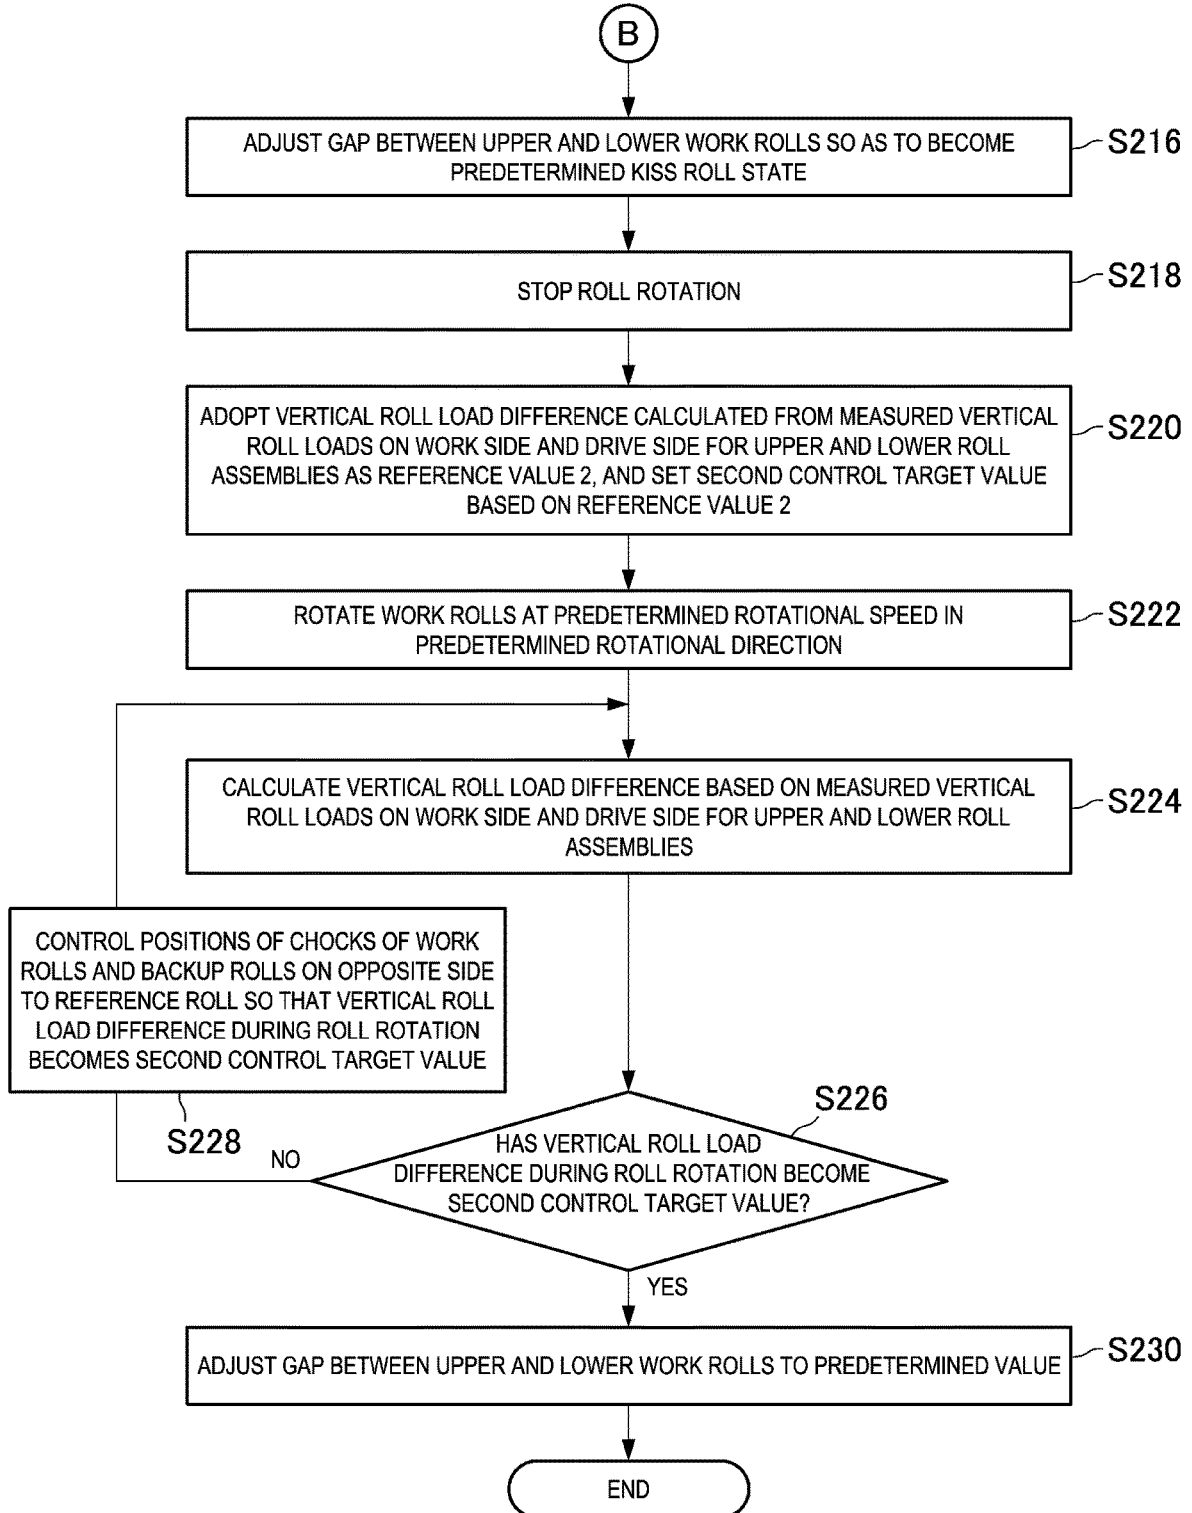 B
ADJUST GAP BETWEEN UPPER AND LOWER WORK ROLLS SO AS TO BECOME
PREDETERMINED KISS ROLL STATE
S216
STOP ROLL ROTATION
S218
ADOPT VERTICAL ROLL LOAD DIFFERENCE CALCULATED FROM MEASURED VERTICAL
ROLL LOADS ON WORK SIDE AND DRIVE SIDE FOR UPPER AND LOWER ROLL
ASSEMBLIES AS REFERENCE VALUE 2, AND SET SECOND CONTROL TARGET VALUE
BASED ON REFERENCE VALUE 2
S220
ROTATE WORK ROLLS AT PREDETERMINED ROTATIONAL SPEED IN
PREDETERMINED ROTATIONAL DIRECTION
S222
CALCULATE VERTICAL ROLL LOAD DIFFERENCE BASED ON MEASURED VERTICAL
ROLL LOADS ON WORK SIDE AND DRIVE SIDE FOR UPPER AND LOWER ROLL
ASSEMBLIES
S224
CONTROL POSITIONS OF CHOCKS OF WORK
ROLLS AND BACKUP ROLLS ON OPPOSITE SIDE
TO REFERENCE ROLL SO THAT VERTICAL ROLL
LOAD DIFFERENCE DURING ROLL ROTATION
BECOMES SECOND CONTROL TARGET VALUE
S228
S226
HAS VERTICAL ROLL LOAD
DIFFERENCE DURING ROLL ROTATION BECOME
SECOND CONTROL TARGET VALUE?
NO
YES
ADJUST GAP BETWEEN UPPER AND LOWER WORK ROLLS TO PREDETERMINED VALUE
S230
END